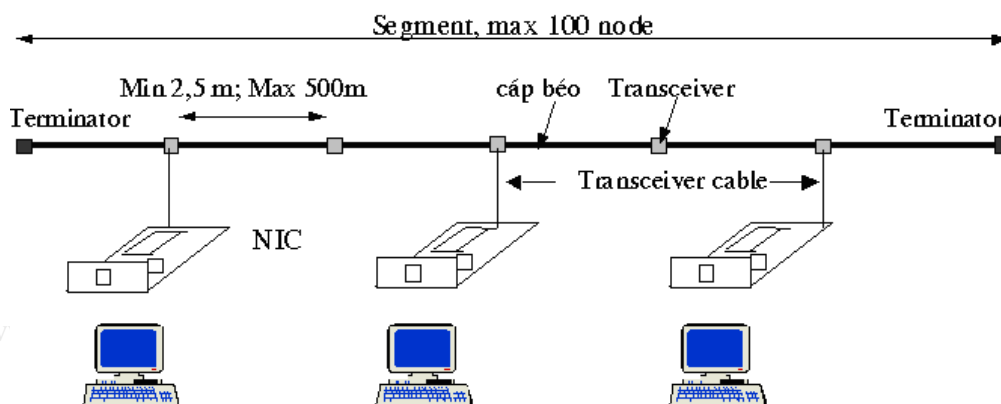 Segment, max 100 node
Min 2,5 m; Max 500m
cáp béo
Transceiver
Terminator
Terminator
Transceiver cable
NIC